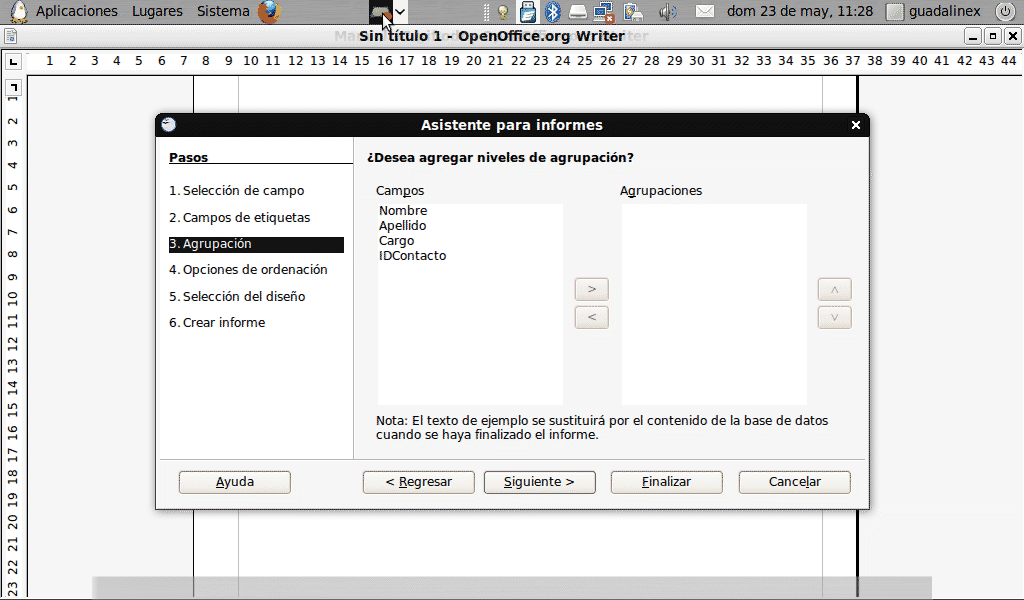 Aplicaciones Lugares Sistema dom 23 de may, 11:28 guadalinex
Sin título 1 - OpenOffice.org Writer
1 2 3 4 5 6 7 8 9 10 11 12 13 14 15 16 17 18 19 20 21 22 23 24 25 26 27 28 29 30 31 32 33 34 35 36 37 38 39 40 41 42 43 44
1 2 3 4 5 6 7 8 9 10 11 12 13 14 15 16 17 18 19 20 21 22 23
Asistente para informes
Pasos
1. Selección de campo
2. Campos de etiquetas
3. Agrupación
4. Opciones de ordenación
5. Selección del diseño
6. Crear informe
¿Desea agregar niveles de agrupación?
Campos
Nombre
Apellido
Cargo
IDContacto
>
<
Agrupaciones
Nota: El texto de ejemplo se sustituirá por el contenido de la base de datos
cuando se haya finalizado el informe.
Ayuda < Regresar Siguiente > Finalizar Cancelar